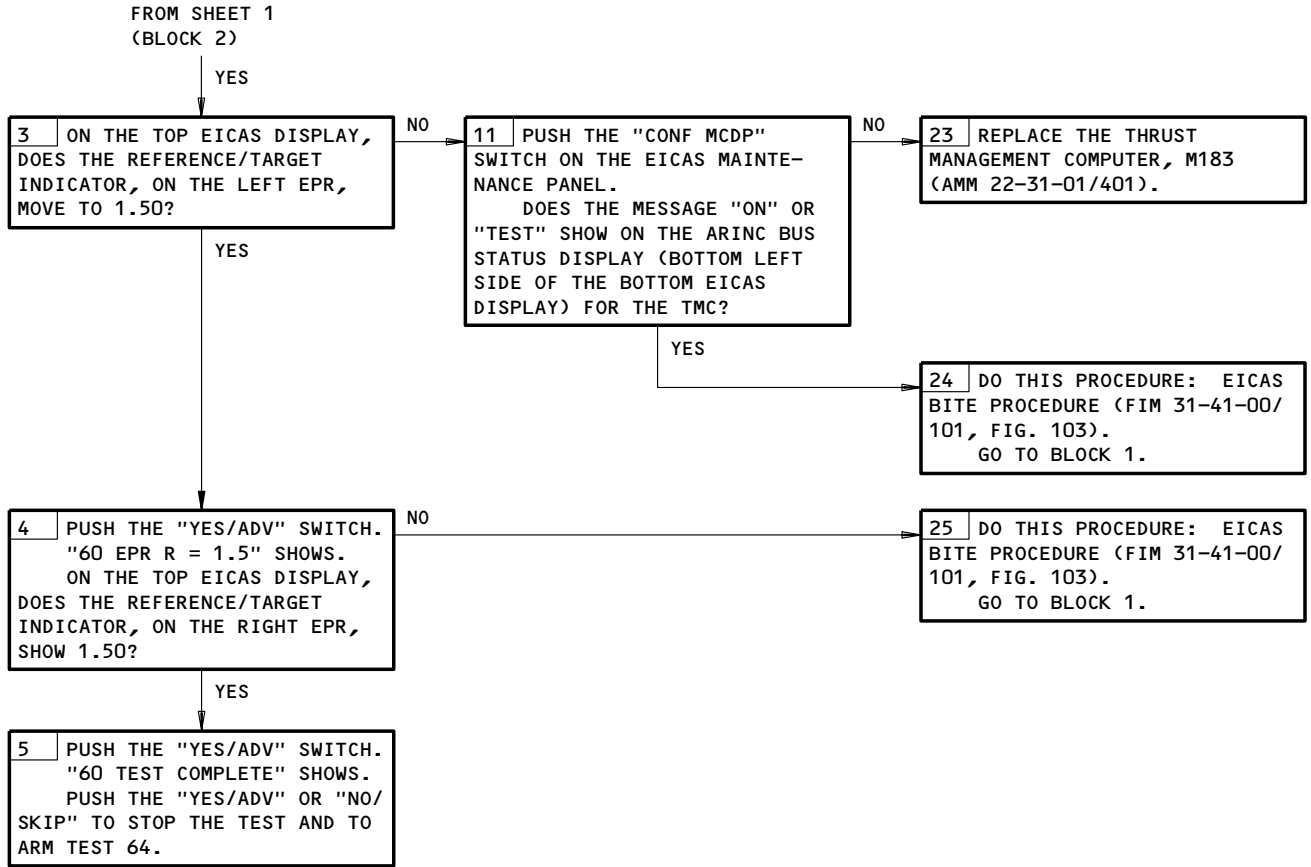 FROM SHEET 1
(BLOCK 2)
YES
3 ON THE TOP EICAS DISPLAY,
DOES THE REFERENCE/TARGET
INDICATOR, ON THE LEFT EPR,
MOVE TO 1.50?
NO
11 PUSH THE "CONF MCDP"
SWITCH ON THE EICAS MAINTE-
NANCE PANEL.
DOES THE MESSAGE "ON" OR
"TEST" SHOW ON THE ARINC BUS
STATUS DISPLAY (BOTTOM LEFT
SIDE OF THE BOTTOM EICAS
DISPLAY) FOR THE TMC?
NO
23 REPLACE THE THRUST
MANAGEMENT COMPUTER, M183
(AMM 22-31-01/401).
YES
YES
24 DO THIS PROCEDURE: EICAS
BITE PROCEDURE (FIM 31-41-00/
101, FIG. 103).
GO TO BLOCK 1.
4 PUSH THE "YES/ADV" SWITCH.
"60 EPR R = 1.5" SHOWS.
ON THE TOP EICAS DISPLAY,
DOES THE REFERENCE/TARGET
INDICATOR, ON THE RIGHT EPR,
SHOW 1.50?
NO
25 DO THIS PROCEDURE: EICAS
BITE PROCEDURE (FIM 31-41-00/
101, FIG. 103).
GO TO BLOCK 1.
YES
5 PUSH THE "YES/ADV" SWITCH.
"60 TEST COMPLETE" SHOWS.
PUSH THE "YES/ADV" OR "NO/
SKIP" TO STOP THE TEST AND TO
ARM TEST 64.